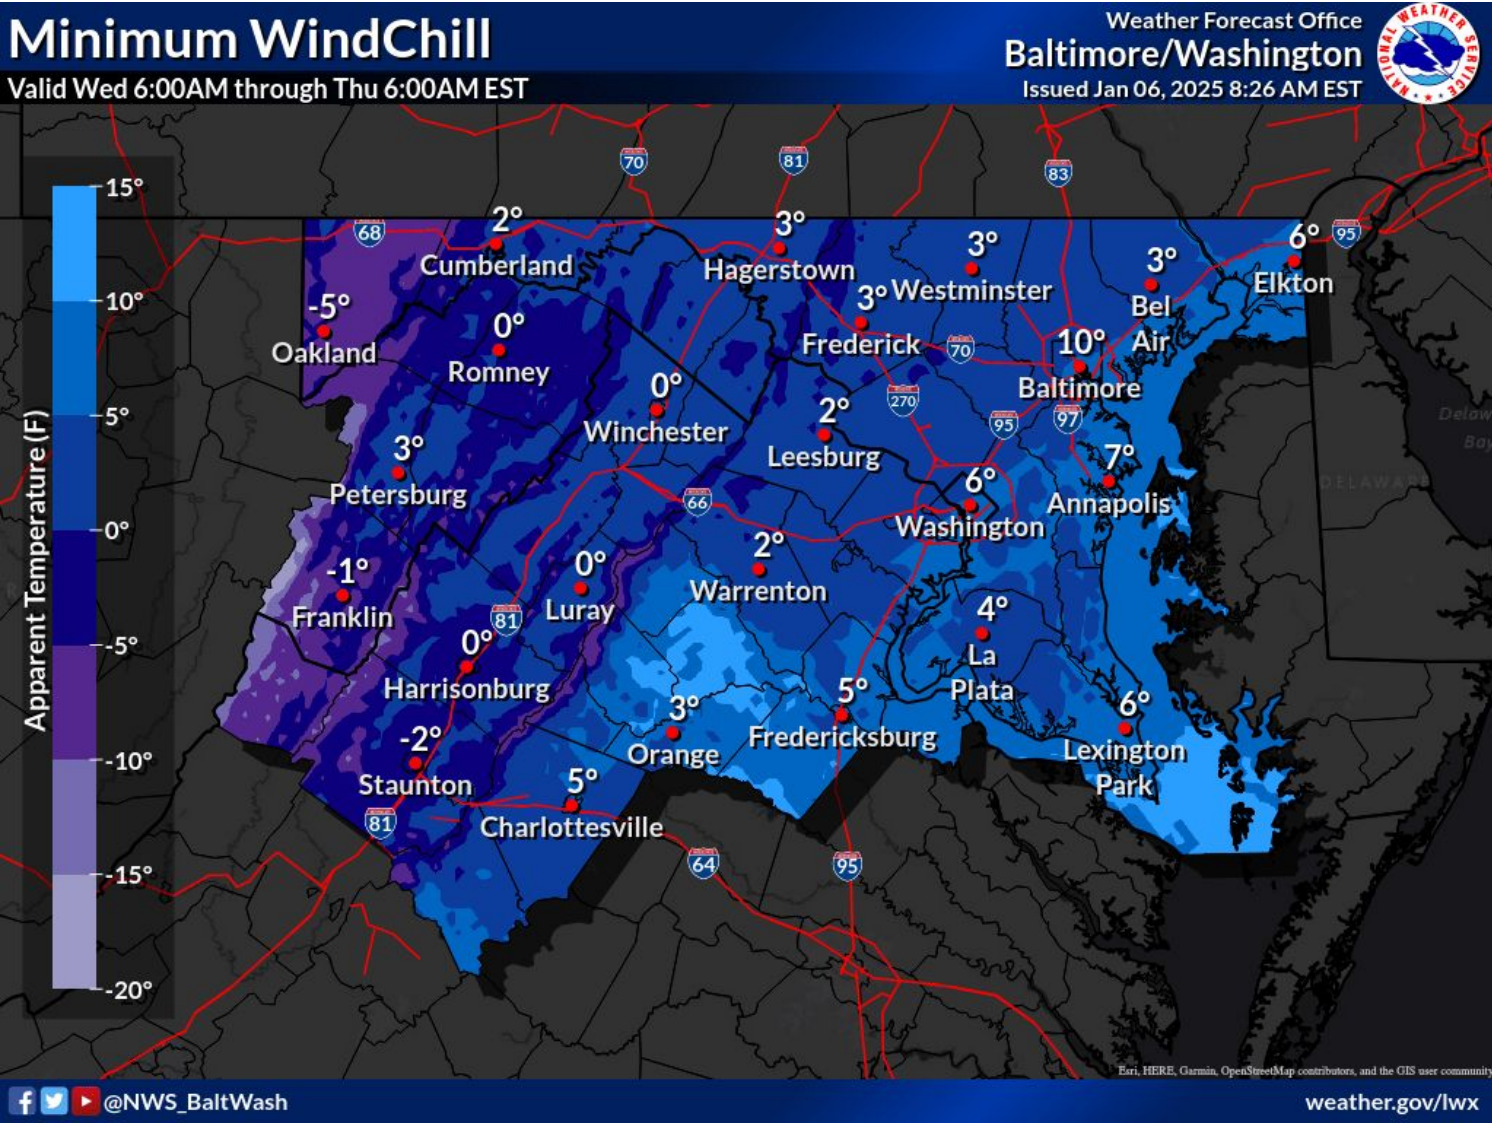 Minimum WindChill
Valid Wed 6:00AM through Thu 6:00AM EST
Weather Forecast Office
Baltimore/Washington
Issued Jan 06, 2025 8:26 AM EST
NATIONAL WEATHER SERVICE
70
81
83
15°
68
2°
Cumberland
3°
Hagerstown
3°
Westminster
3°
Bel
Air
6°
Elkton
95
10°
-5°
Oakland
0°
Romney
3°
Frederick
70
10°
Baltimore
270
95
97
5°
0°
Winchester
2°
Leesburg
3°
Petersburg
7°
Annapolis
6°
Washington
66
Delaw
Bay
DELAWARE
Apparent Temperature (F)
0°
-1°
Franklin
0°
Luray
2°
Warrenton
81
4°
La
Plata
-5°
0°
Harrisonburg
3°
Orange
5°
Fredericksburg
6°
Lexington
Park
-10°
-2°
Staunton
5°
Charlottesville
81
64
95
-15°
-20°
Esri, HERE, Garmin, OpenStreetMap contributors, and the GIS user community
@NWS_BaltWash
weather.gov/lwx